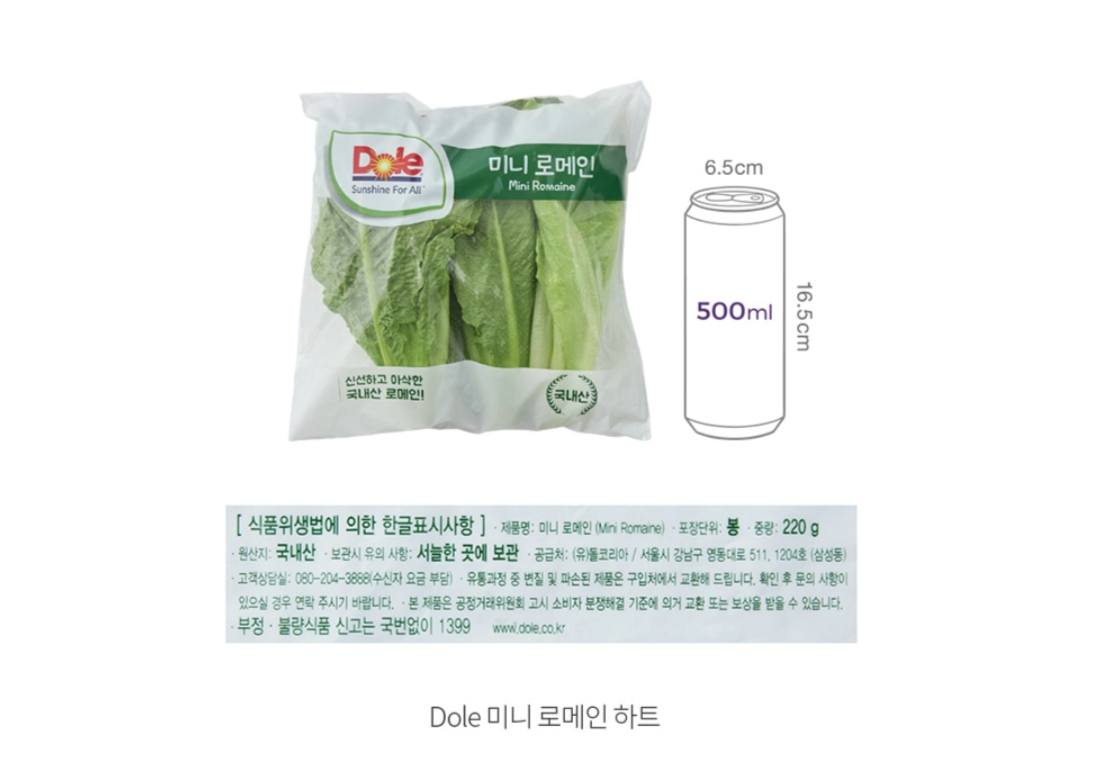 Dole
Sunshine For All
미니 로메인
Mini Romaine
6.5cm
500ml
16.5cm
신선하고 아삭한
국내산 로메인!
국내산
[ 식품위생법에 의한 한글표시사항 ] · 제품명: 미니 로메인 (Mini Romaine) · 포장단위: 봉 · 중량: 220 g
· 원산지: 국내산 · 보관시 유의 사항: 서늘한 곳에 보관 · 공급처: (유)돌코리아 / 서울시 강남구 영동대로 511, 1204호 (삼성동)
· 고객상담실: 080-204-3888(수신자 요금 부담) · 유통과정 중 변질 및 파손된 제품은 구입처에서 교환해 드립니다. 확인 후 문의 사항이
있으실 경우 연락 주시기 바랍니다. · 본 제품은 공정거래위원회 고시 소비자 분쟁해결 기준에 의거 교환 또는 보상을 받을 수 있습니다.
· 부정 · 불량식품 신고는 국번없이 1399 www.dole.co.kr
Dole 미니 로메인 하트